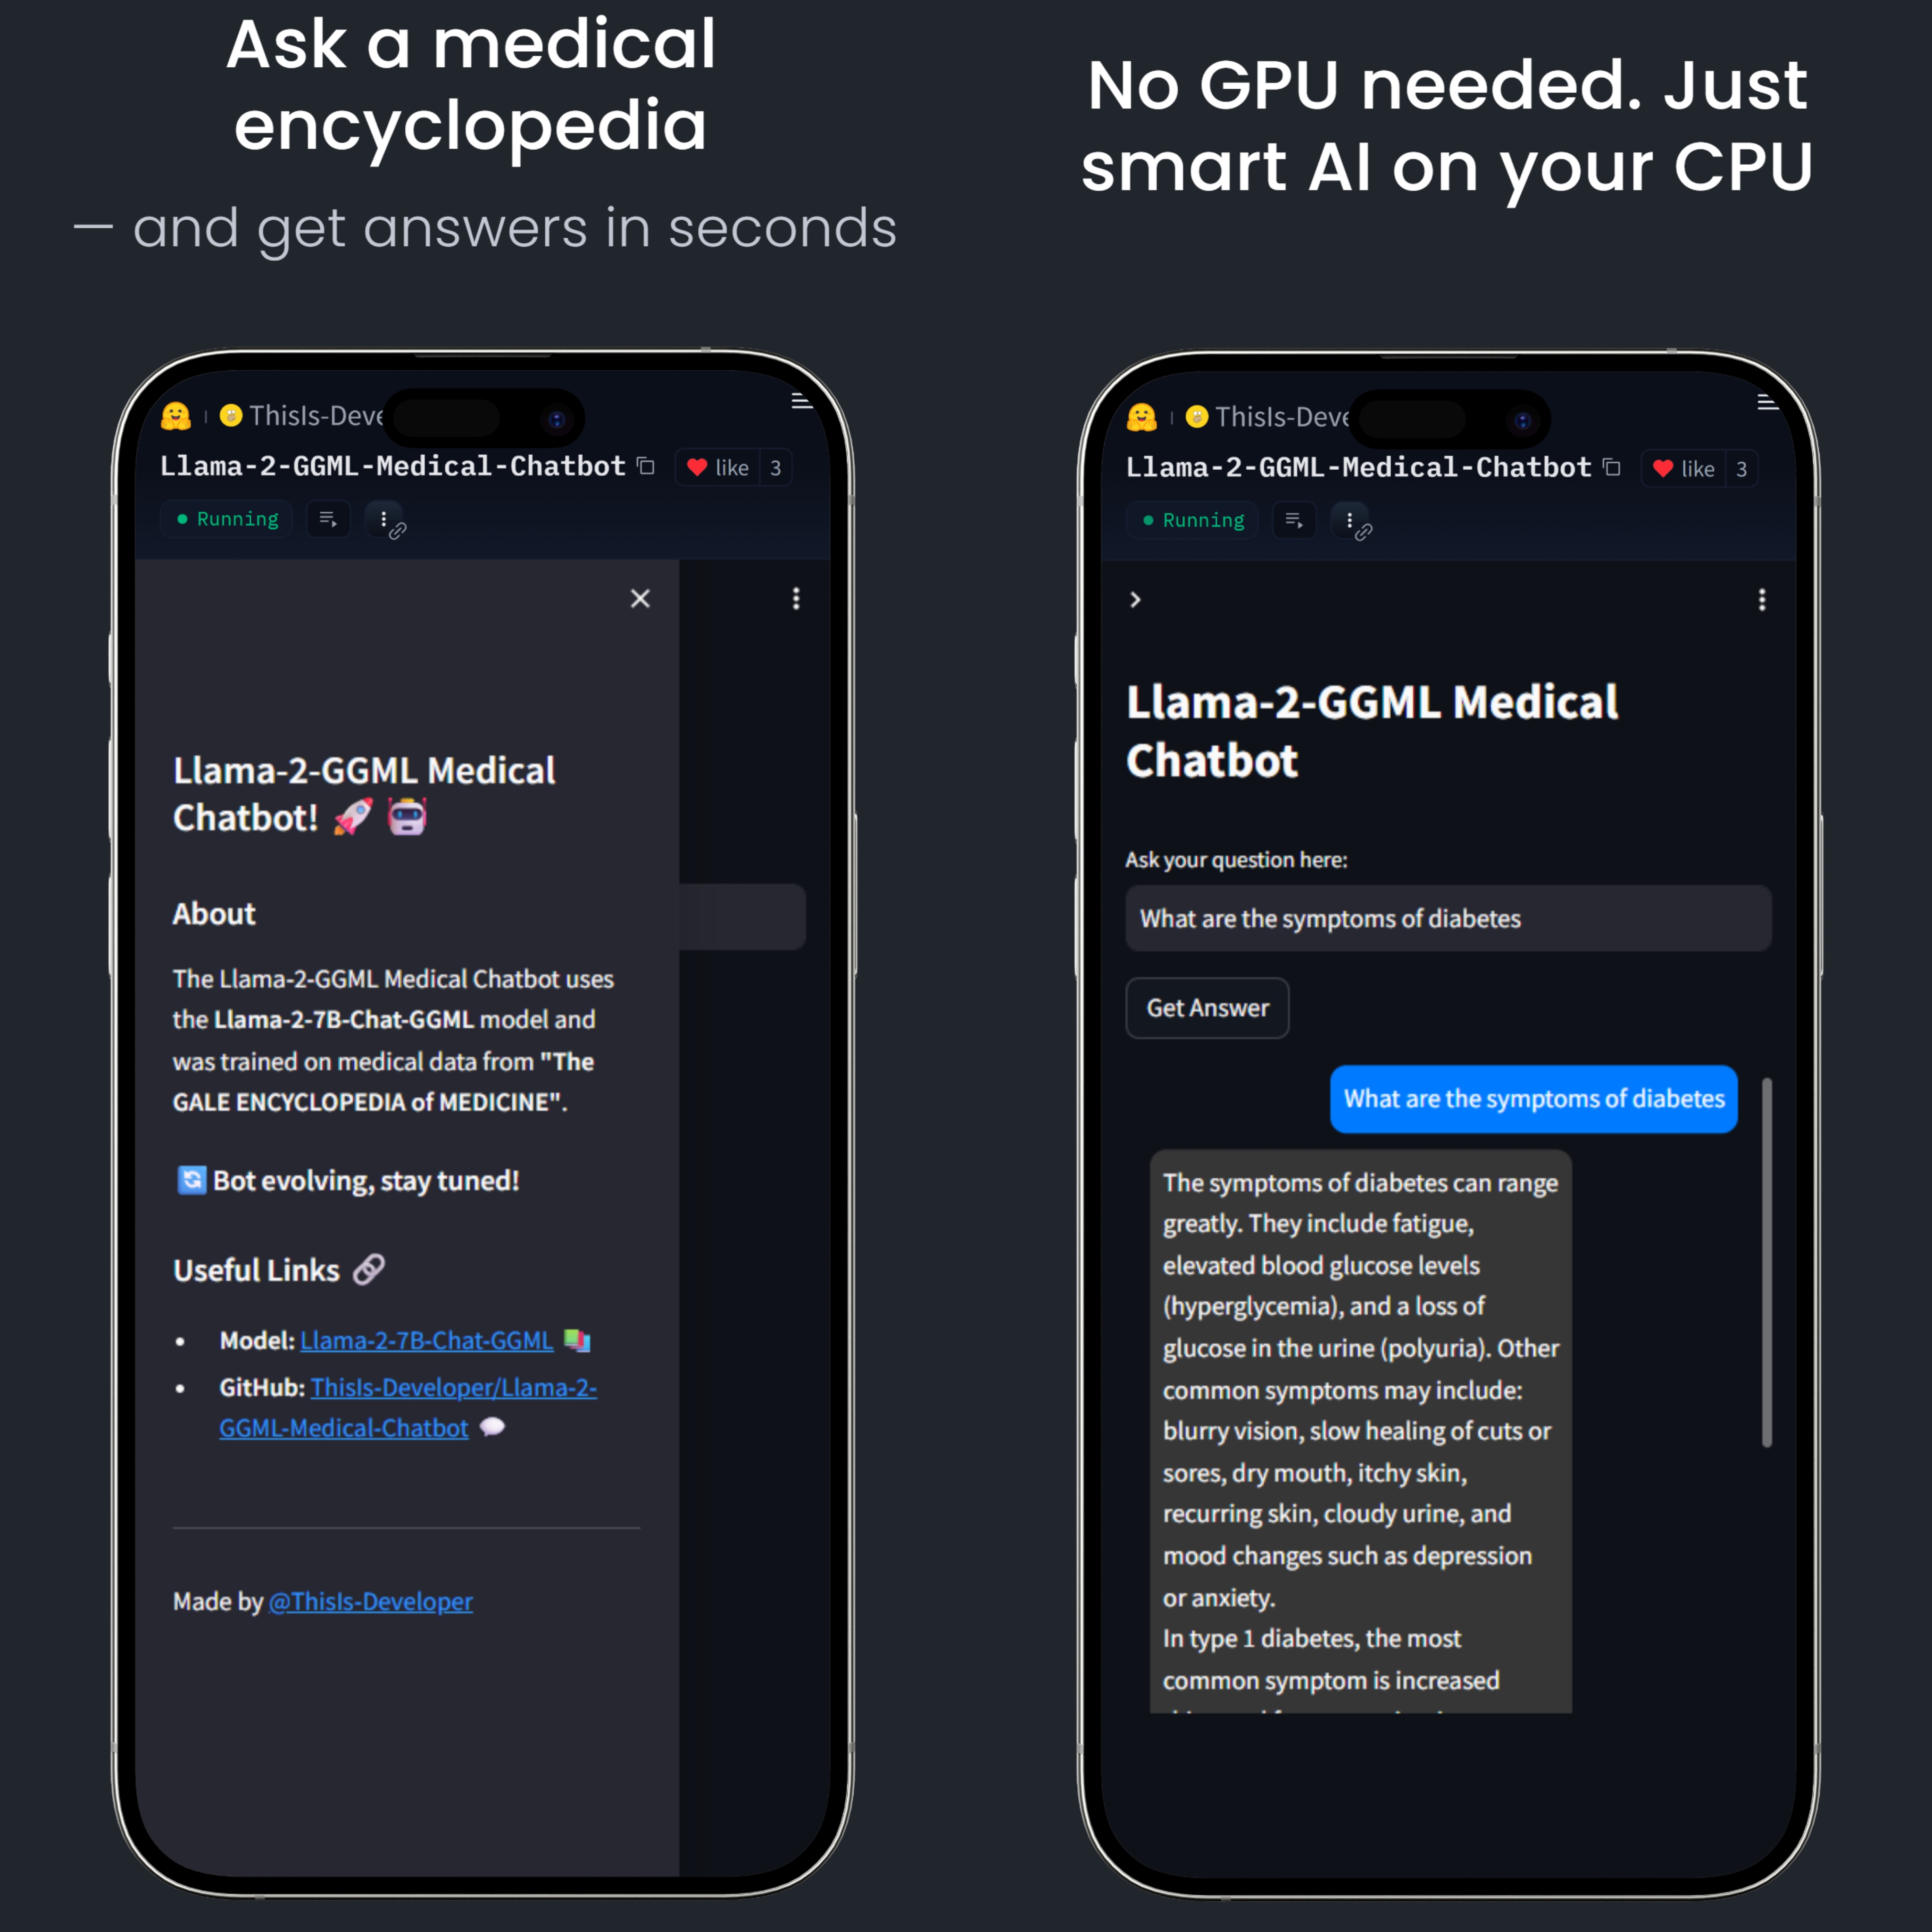 Ask a medical
encyclopedia
— and get answers in seconds
ThisIs-Deve
Llama-2-GGML-Medical-Chatbot
like 3
Running
Llama-2-GGML Medical
Chatbot! 🚀 🤖
About
The Llama-2-GGML Medical Chatbot uses
the Llama-2-7B-Chat-GGML model and
was trained on medical data from "The
GALE ENCYCLOPEDIA of MEDICINE".
🔄 Bot evolving, stay tuned!
Useful Links 🔗
• Model: Llama-2-7B-Chat-GGML 📚
• GitHub: ThisIs-Developer/Llama-2-
GGML-Medical-Chatbot 💬
Made by @ThisIs-Developer
No GPU needed. Just
smart AI on your CPU
ThisIs-Deve
Llama-2-GGML-Medical-Chatbot
like 3
Running
Llama-2-GGML Medical
Chatbot
Ask your question here:
What are the symptoms of diabetes
Get Answer
What are the symptoms of diabetes
The symptoms of diabetes can range
greatly. They include fatigue,
elevated blood glucose levels
(hyperglycemia), and a loss of
glucose in the urine (polyuria). Other
common symptoms may include:
blurry vision, slow healing of cuts or
sores, dry mouth, itchy skin,
recurring skin, cloudy urine, and
mood changes such as depression
or anxiety.
In type 1 diabetes, the most
common symptom is increased